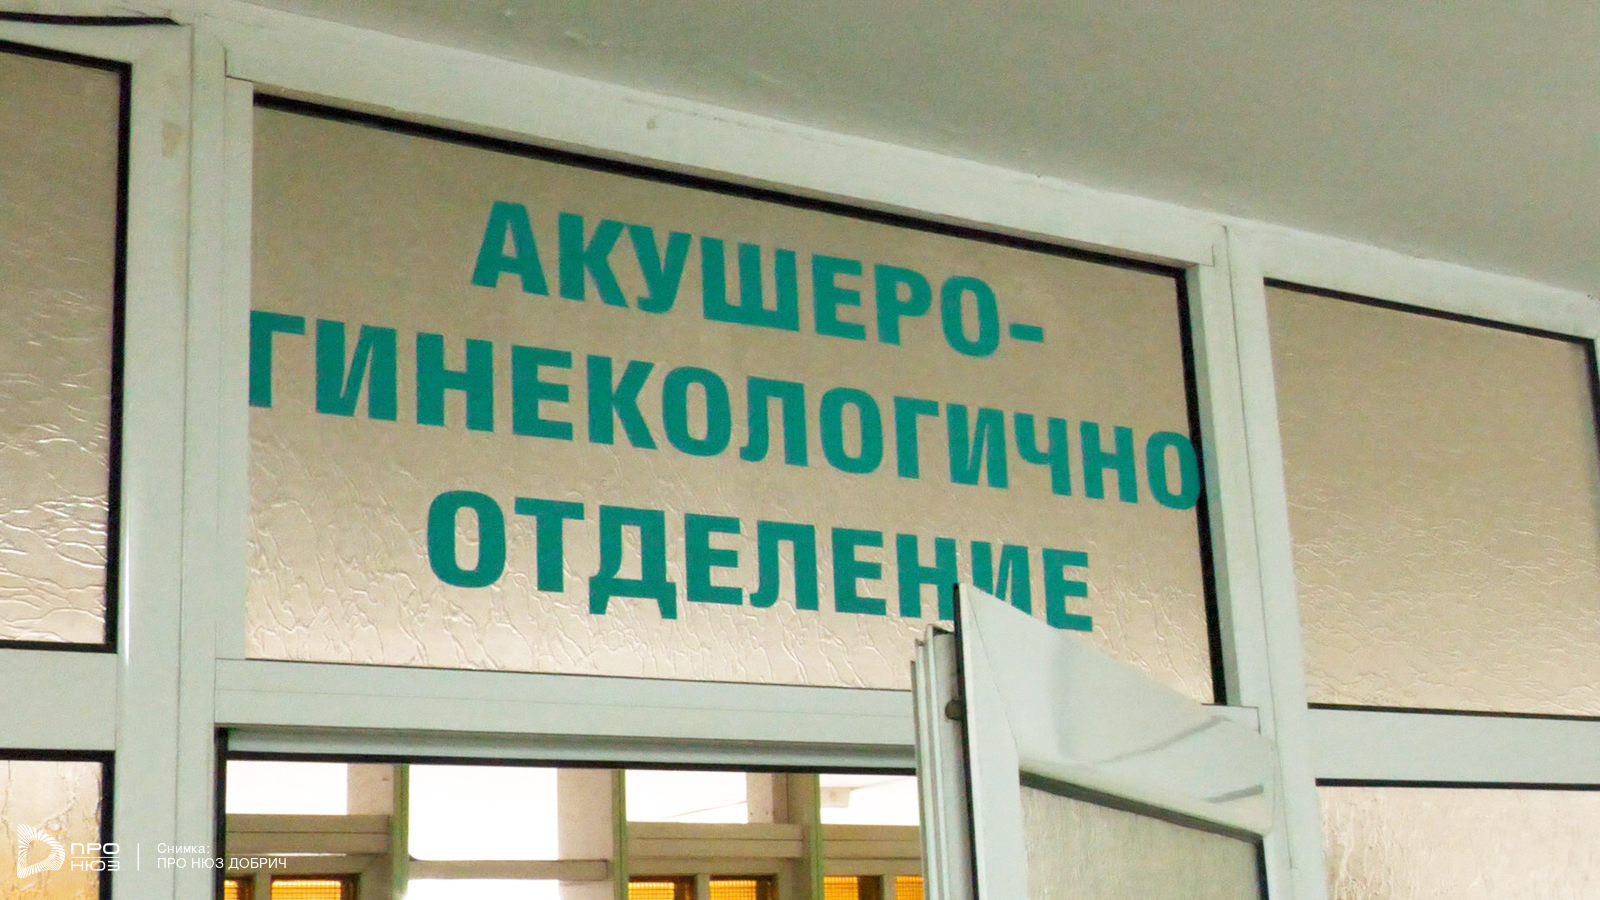 АКУШЕРО-
ГИНЕКОЛОГИЧНО
ОТДЕЛЕНИЕ
ПРО
НЮЗ
Снимка:
ПРО НЮЗ ДОБРИЧ